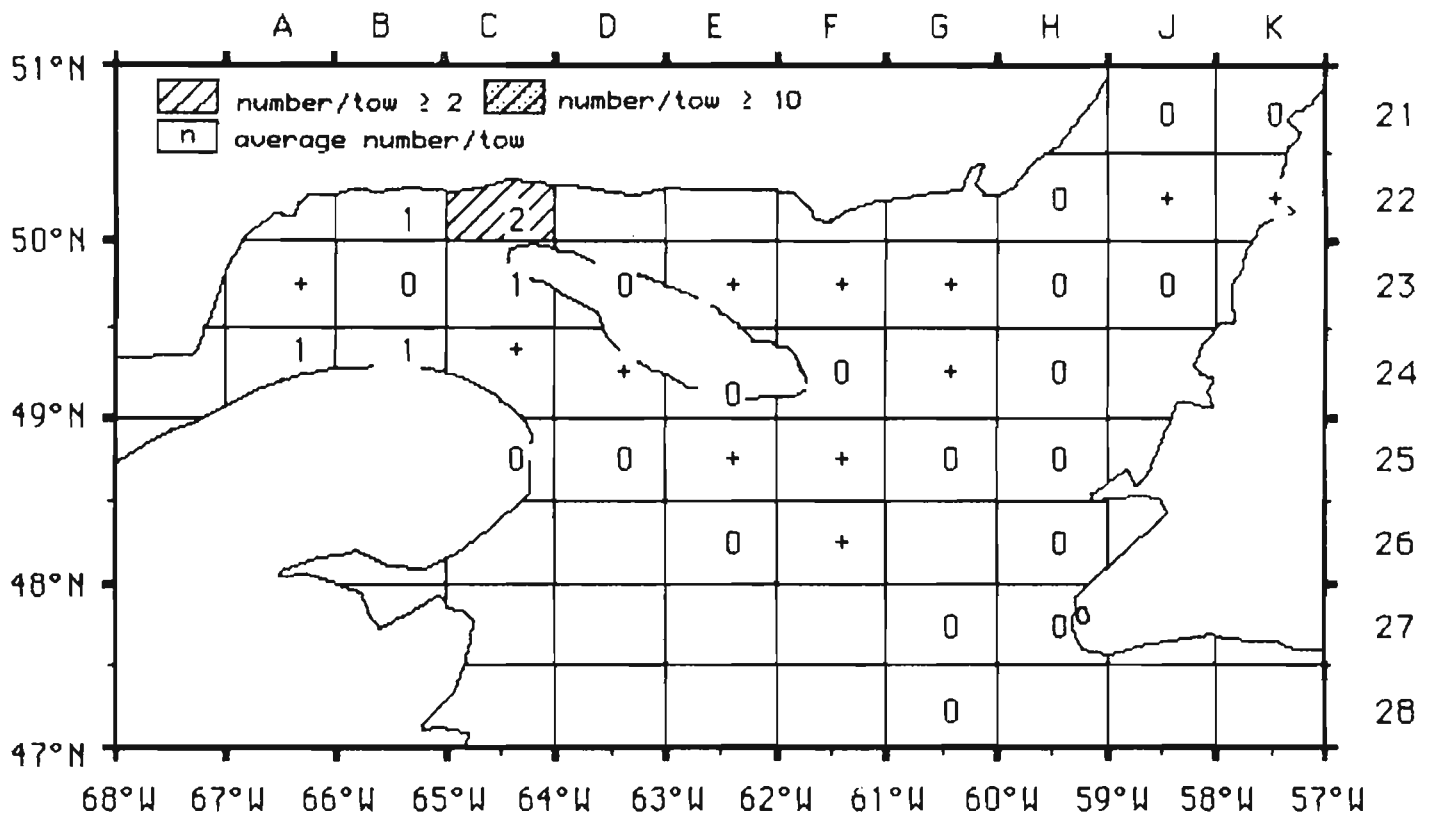 A B C D E F G H J K
51°N
number/tow ≥ 2 number/tow ≥ 10
n average number/tow
0 0 21
1 2 0 + + 22
50°N
+ 0 1 0 + + + 0 0 23
1 1 + + 0 0 + 0 24
49°N
0 0 + + 0 0 25
0 + 0 26
48°N
0 0 27
0 28
47°N
68°W 67°W 66°W 65°W 64°W 63°W 62°W 61°W 60°W 59°W 58°W 57°W